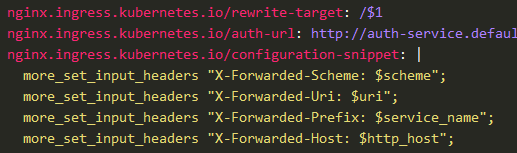 nginx.ingress.kubernetes.io/rewrite-target: /$1
nginx.ingress.kubernetes.io/auth-url: http://auth-service.defau
nginx.ingress.kubernetes.io/configuration-snippet: |
more_set_input_headers "X-Forwarded-Scheme: $scheme";
more_set_input_headers "X-Forwarded-Uri: $uri";
more_set_input_headers "X-Forwarded-Prefix: $service_name";
more_set_input_headers "X-Forwarded-Host: $http_host";